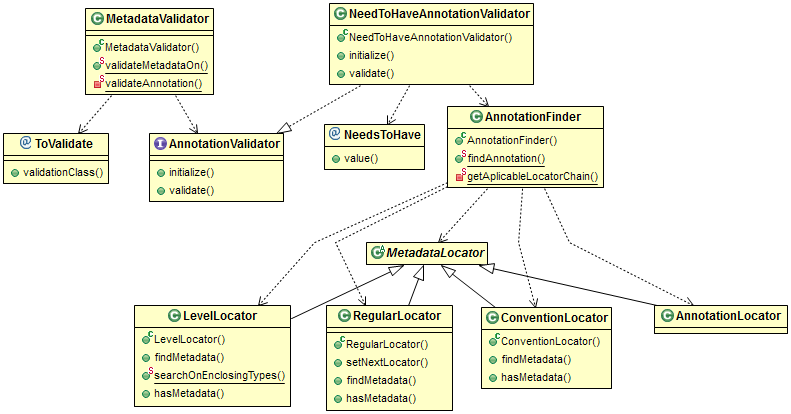 MetadataValidator
MetadataValidator()
validateMetadataOn()
validateAnnotation()
NeedToHaveAnnotationValidator
NeedToHaveAnnotationValidator()
initialize()
validate()
ToValidate
validationClass()
AnnotationValidator
initialize()
validate()
NeedsToHave
value()
AnnotationFinder
AnnotationFinder()
findAnnotation()
getAplicableLocatorChain()
MetadataLocator
LevelLocator
LevelLocator()
findMetadata()
searchOnEnclosingTypes()
hasMetadata()
RegularLocator
RegularLocator()
setNextLocator()
findMetadata()
hasMetadata()
ConventionLocator
ConventionLocator()
findMetadata()
hasMetadata()
AnnotationLocator